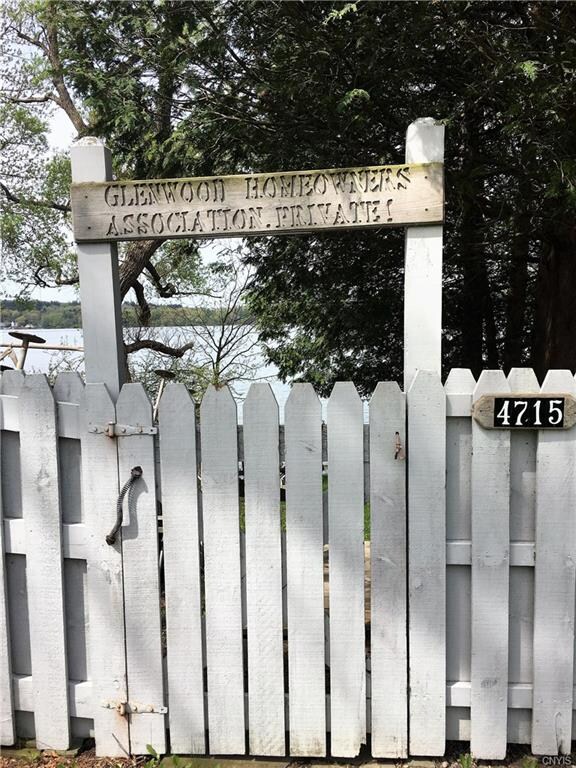 GLENWOOD HOMEOWNERS
ASSOCIATION. PRIVATE!
4715
CNYIS